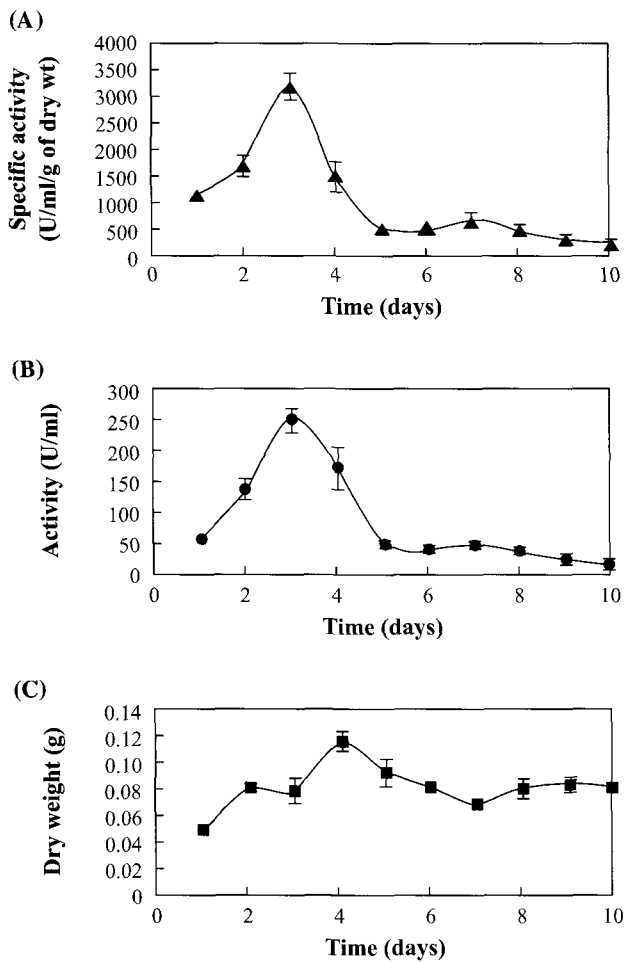 (A)
Specific activity
(U/ml/g of dry wt)
4000
3500
3000
2500
2000
1500
1000
500
0
0 2 4 6 8 10
Time (days)
(B)
Activity (U/ml)
300
250
200
150
100
50
0
0 2 4 6 8 10
Time (days)
(C)
Dry weight (g)
0.14
0.12
0.10
0.08
0.06
0.04
0.02
0
0 2 4 6 8 10
Time (days)